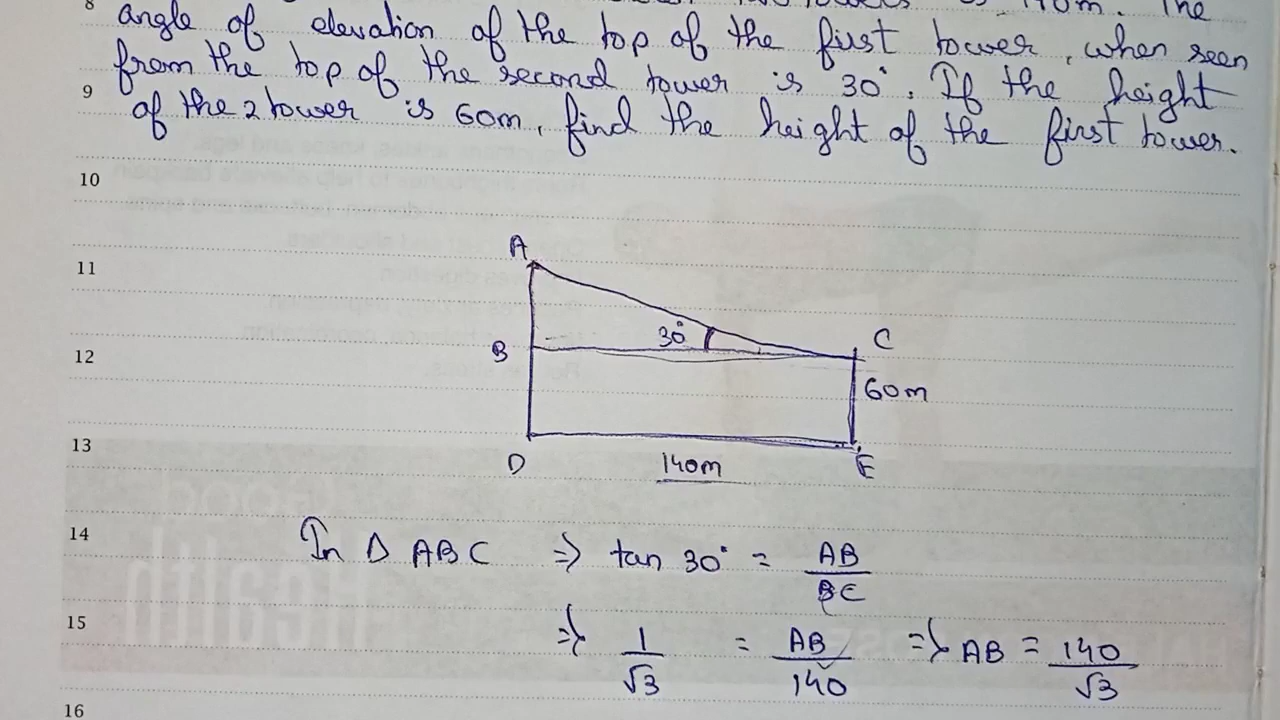 8
140m. The
angle of elevation of the top of the first tower, when seen
from the top of the second tower is 30°. If the height
9
of the 2 tower is 60m, find the height of the first tower.
10
A
11
30°
C
B
12
60m
13
D
140m
E
14
In Δ ABC ⇒ tan 30° = AB/BC
15
⇒ 1/√3 = AB/140 ⇒ AB = 140/√3
16